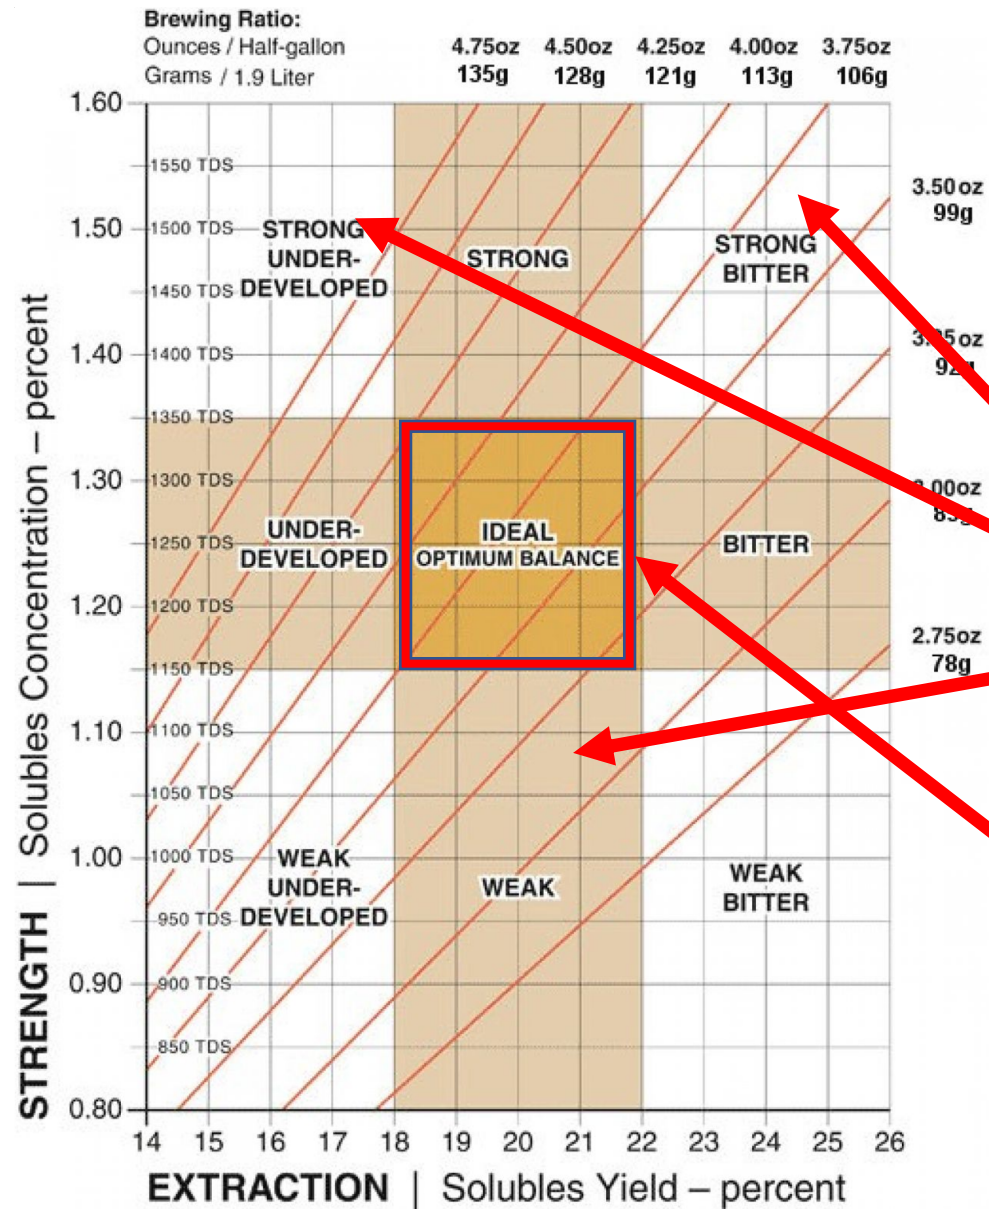 Brewing Ratio:
Ounces / Half-gallon
Grams / 1.9 Liter
4.75oz 4.50oz 4.25oz 4.00oz 3.75oz
135g 128g 121g 113g 106g
3.50oz
99g
92g
3.00oz
2.75oz
78g
STRENGTH | Solubles Concentration – percent
1.60
1.50
1.40
1.30
1.20
1.10
1.00
0.90
0.80
1550 TDS
1500 TDS
1450 TDS
1400 TDS
1350 TDS
1300 TDS
1250 TDS
1200 TDS
1150 TDS
1100 TDS
1050 TDS
1000 TDS
950 TDS
900 TDS
850 TDS
STRONG
UNDER-
DEVELOPED
STRONG
STRONG
BITTER
UNDER-
DEVELOPED
IDEAL
OPTIMUM BALANCE
BITTER
WEAK
UNDER-
DEVELOPED
WEAK
WEAK
BITTER
14 15 16 17 18 19 20 21 22 23 24 25 26
EXTRACTION | Solubles Yield – percent